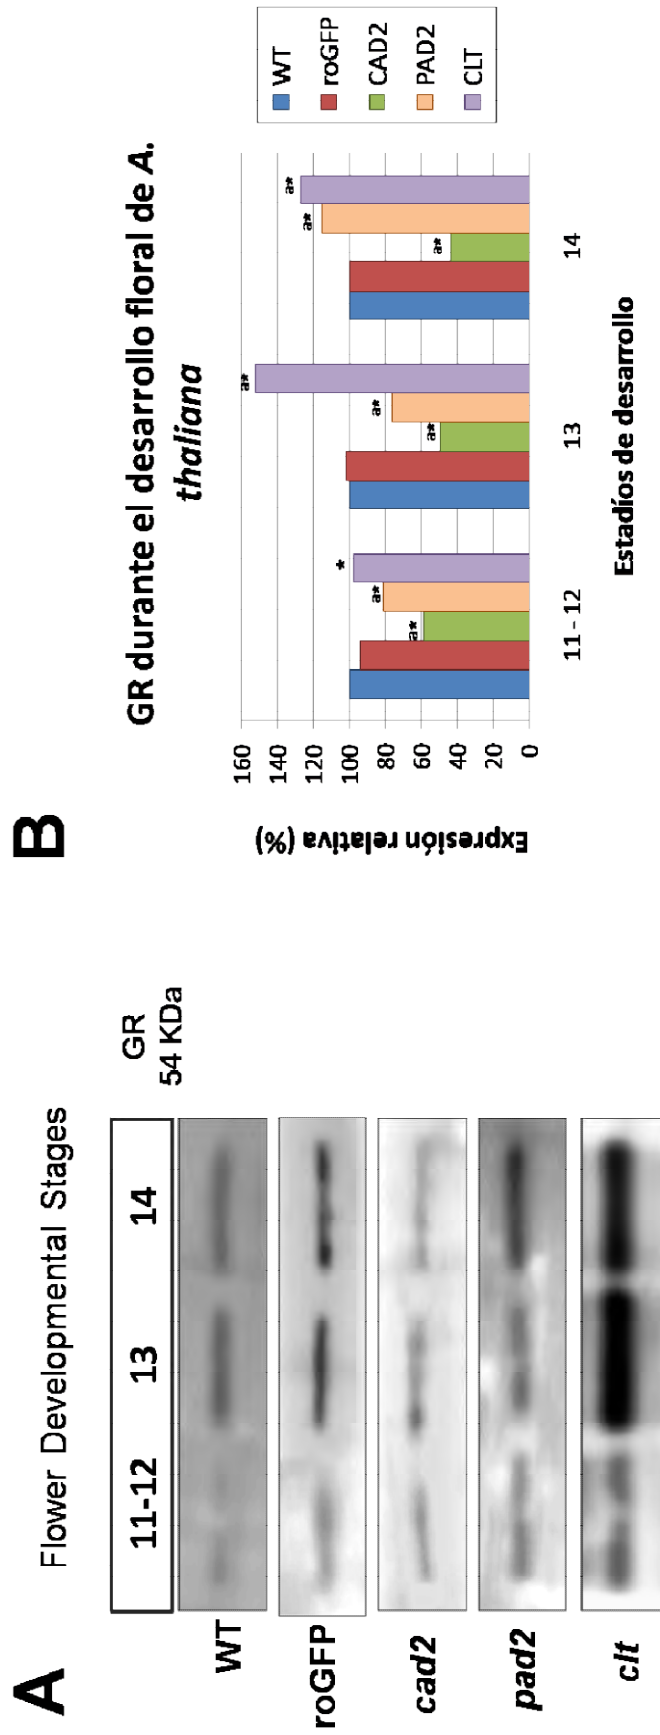 A
Flower Developmental Stages
11-12 13 14
GR
54 KDa
WT
roGFP
cad2
pad2
clt
B
GR durante el desarrollo floral de A.
thaliana
Expresión relativa (%)
160
140
120
100
80
60
40
20
0
a*
a*
*
a*
a*
a*
a*
a*
a*
11 - 12 13 14
Estadíos de desarrollo
WT
roGFP
CAD2
PAD2
CLT